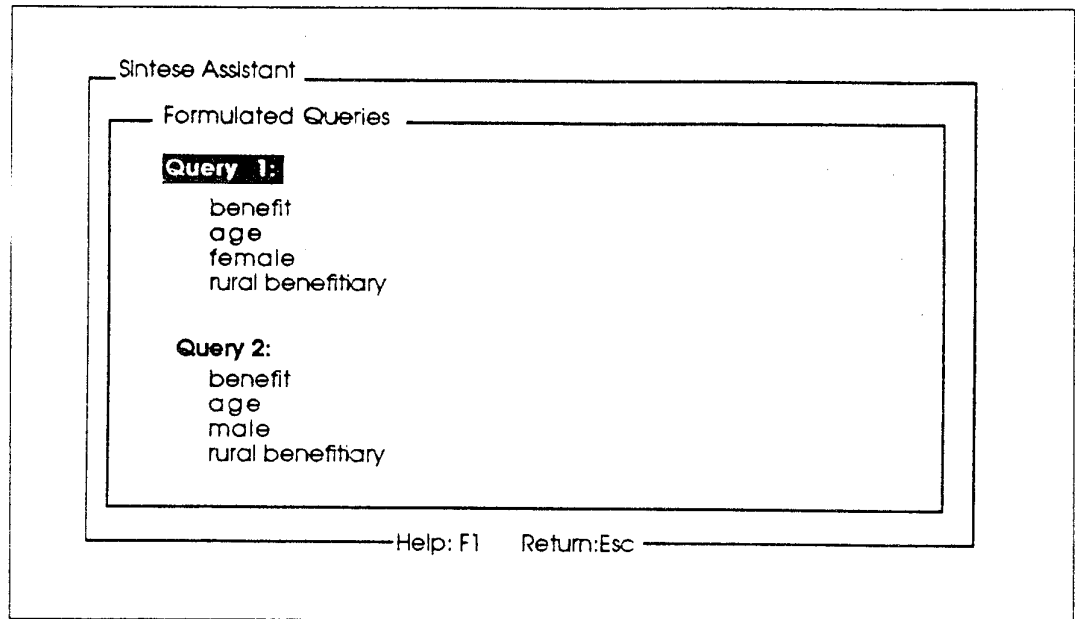 Sintese Assistant
Formulated Queries
Query 1:
benefit
age
female
rural benefitiary
Query 2:
benefit
age
male
rural benefitiary
Help: F1 Return:Esc